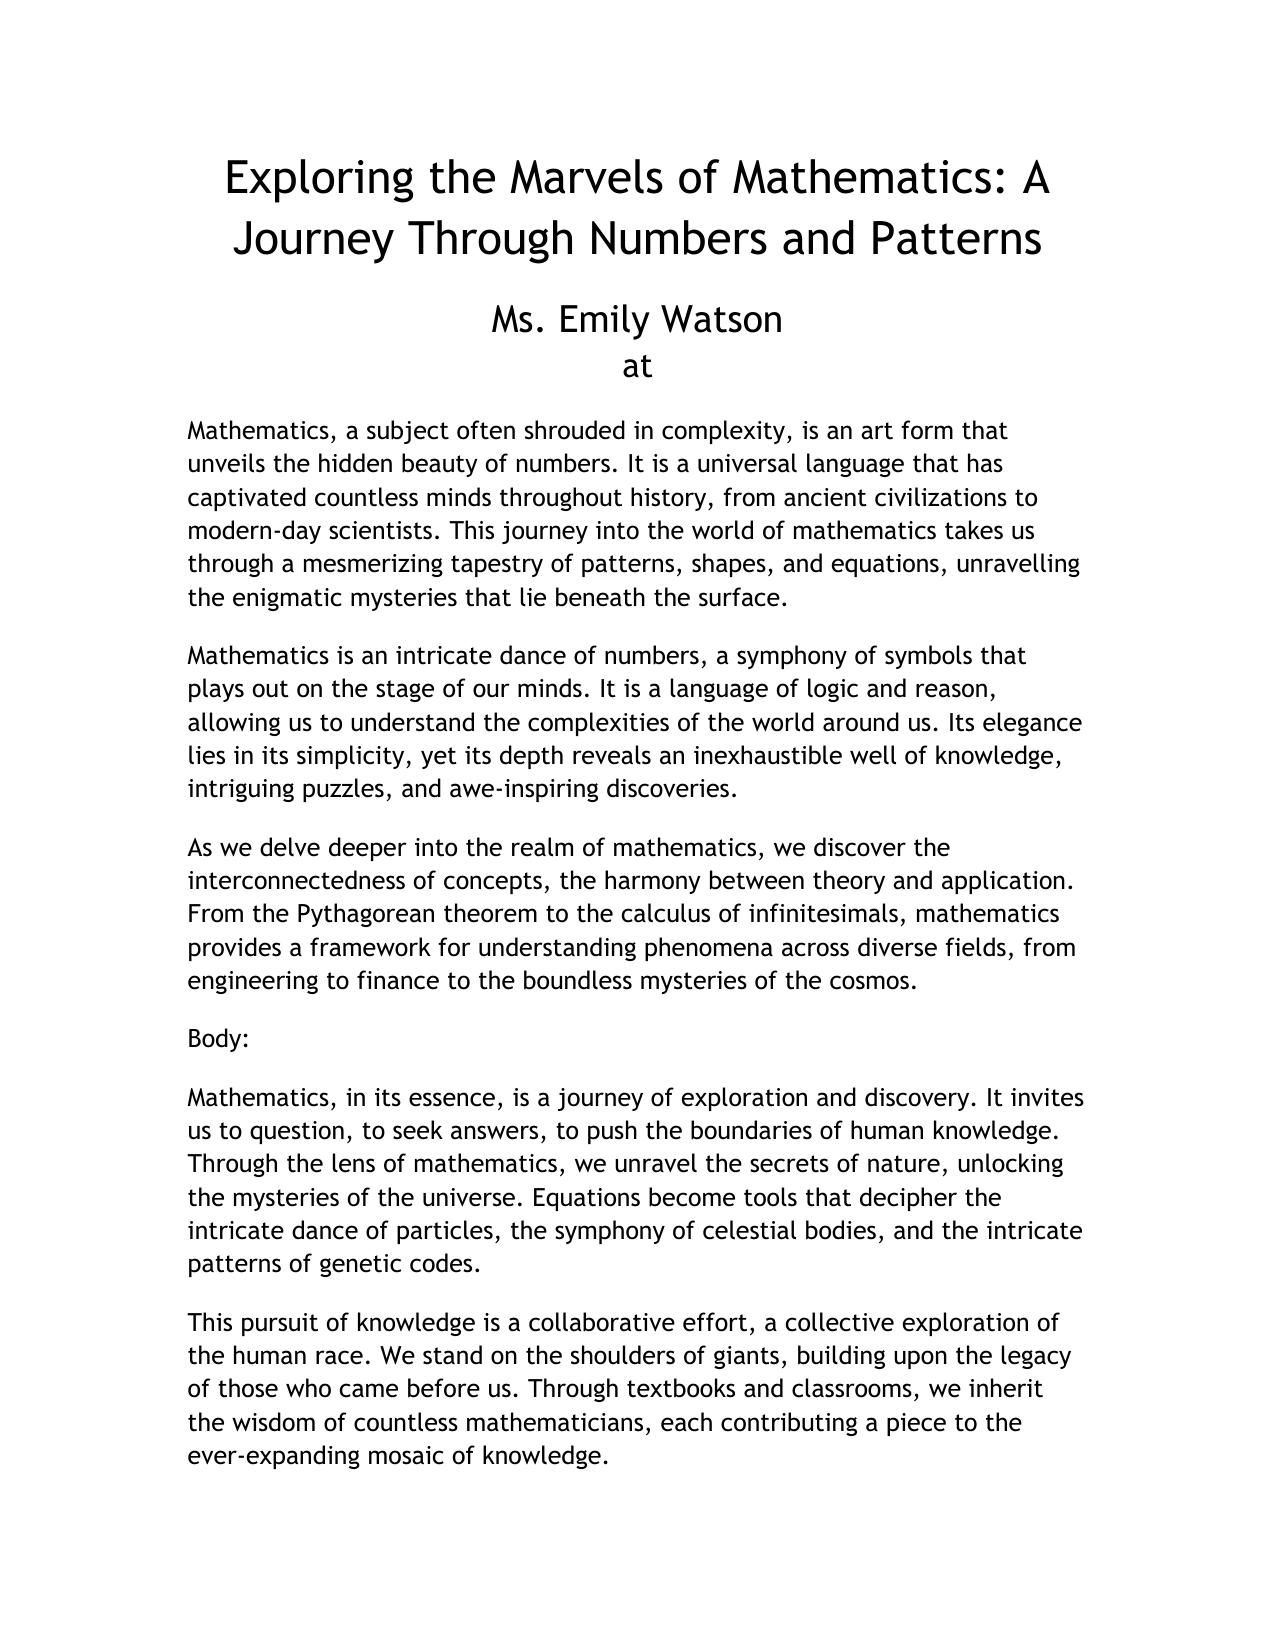 Exploring the Marvels of Mathematics: A
Journey Through Numbers and Patterns
Ms. Emily Watson
at
Mathematics, a subject often shrouded in complexity, is an art form that
unveils the hidden beauty of numbers. It is a universal language that has
captivated countless minds throughout history, from ancient civilizations to
modern-day scientists. This journey into the world of mathematics takes us
through a mesmerizing tapestry of patterns, shapes, and equations, unravelling
the enigmatic mysteries that lie beneath the surface.
Mathematics is an intricate dance of numbers, a symphony of symbols that
plays out on the stage of our minds. It is a language of logic and reason,
allowing us to understand the complexities of the world around us. Its elegance
lies in its simplicity, yet its depth reveals an inexhaustible well of knowledge,
intriguing puzzles, and awe-inspiring discoveries.
As we delve deeper into the realm of mathematics, we discover the
interconnectedness of concepts, the harmony between theory and application.
From the Pythagorean theorem to the calculus of infinitesimals, mathematics
provides a framework for understanding phenomena across diverse fields, from
engineering to finance to the boundless mysteries of the cosmos.
Body:
Mathematics, in its essence, is a journey of exploration and discovery. It invites
us to question, to seek answers, to push the boundaries of human knowledge.
Through the lens of mathematics, we unravel the secrets of nature, unlocking
the mysteries of the universe. Equations become tools that decipher the
intricate dance of particles, the symphony of celestial bodies, and the intricate
patterns of genetic codes.
This pursuit of knowledge is a collaborative effort, a collective exploration of
the human race. We stand on the shoulders of giants, building upon the legacy
of those who came before us. Through textbooks and classrooms, we inherit
the wisdom of countless mathematicians, each contributing a piece to the
ever-expanding mosaic of knowledge.